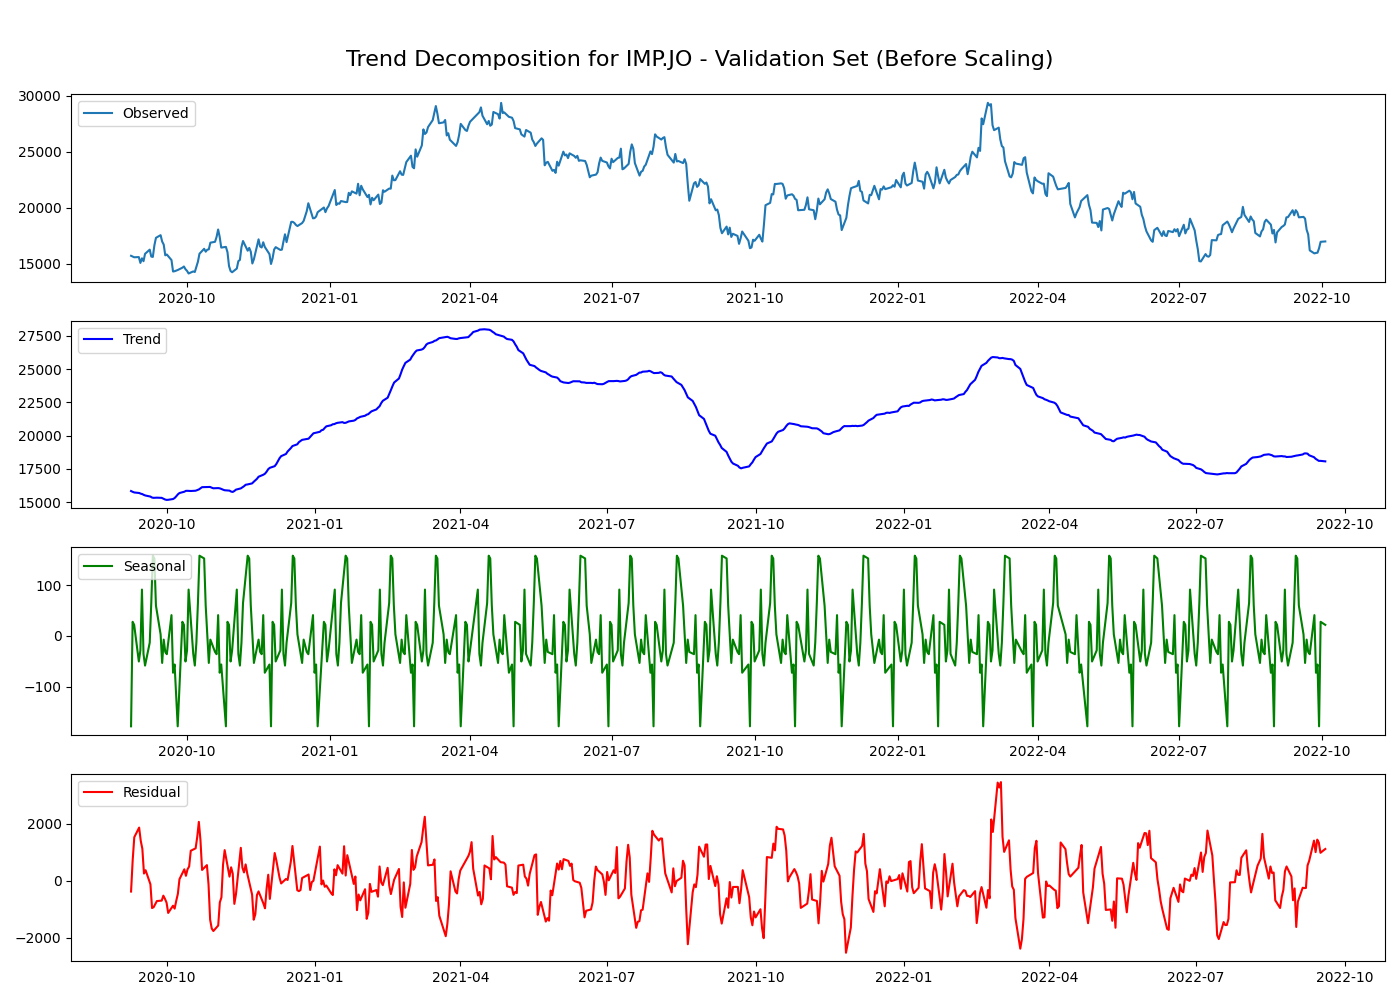 Trend Decomposition for IMP.JO - Validation Set (Before Scaling)
Observed
30000
25000
20000
15000
2020-10 2021-01 2021-04 2021-07 2021-10 2022-01 2022-04 2022-07 2022-10
Trend
27500
25000
22500
20000
17500
15000
2020-10 2021-01 2021-04 2021-07 2021-10 2022-01 2022-04 2022-07 2022-10
Seasonal
100
0
−100
2020-10 2021-01 2021-04 2021-07 2021-10 2022-01 2022-04 2022-07 2022-10
Residual
2000
0
−2000
2020-10 2021-01 2021-04 2021-07 2021-10 2022-01 2022-04 2022-07 2022-10